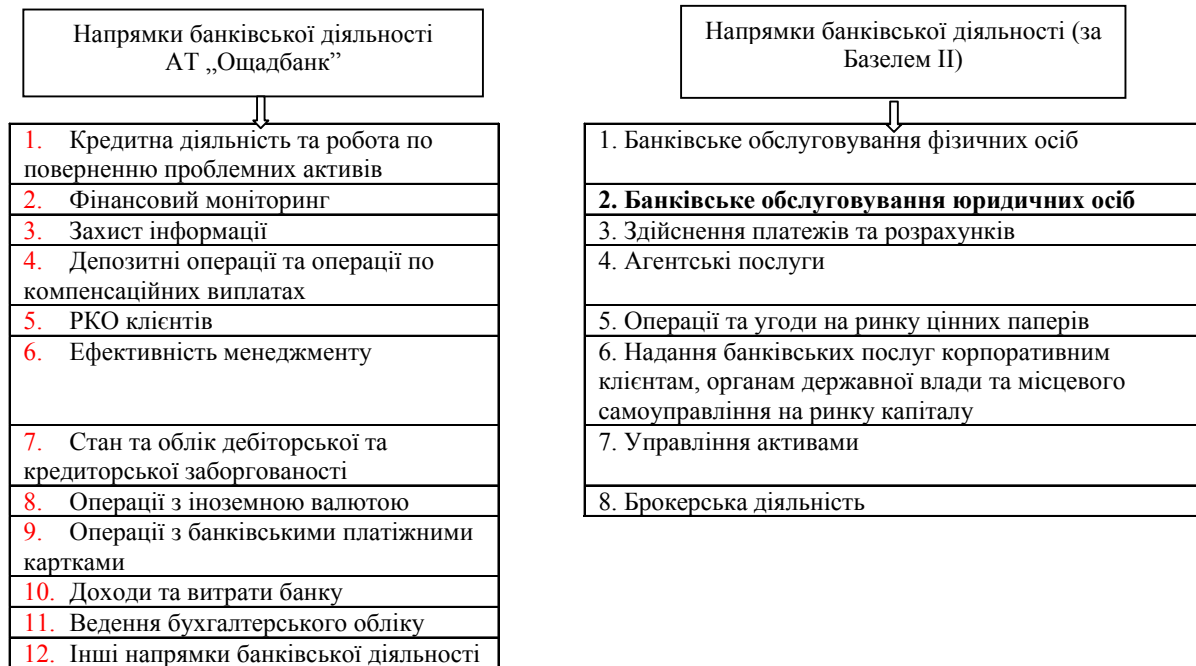 Напрямки банківської діяльності
АТ „Ощадбанк”
1. Кредитна діяльність та робота по
поверненню проблемних активів
2. Фінансовий моніторинг
3. Захист інформації
4. Депозитні операції та операції по
компенсаційних виплатах
5. РКО клієнтів
6. Ефективність менеджменту
7. Стан та облік дебіторської та
кредиторської заборгованості
8. Операції з іноземною валютою
9. Операції з банківськими платіжними
картками
10. Доходи та витрати банку
11. Ведення бухгалтерського обліку
12. Інші напрямки банківської діяльності
Напрямки банківської діяльності (за
Базелем II)
1. Банківське обслуговування фізичних осіб
2. Банківське обслуговування юридичних осіб
3. Здійснення платежів та розрахунків
4. Агентські послуги
5. Операції та угоди на ринку цінних паперів
6. Надання банківських послуг корпоративним
клієнтам, органам державної влади та місцевого
самоуправління на ринку капіталу
7. Управління активами
8. Брокерська діяльність